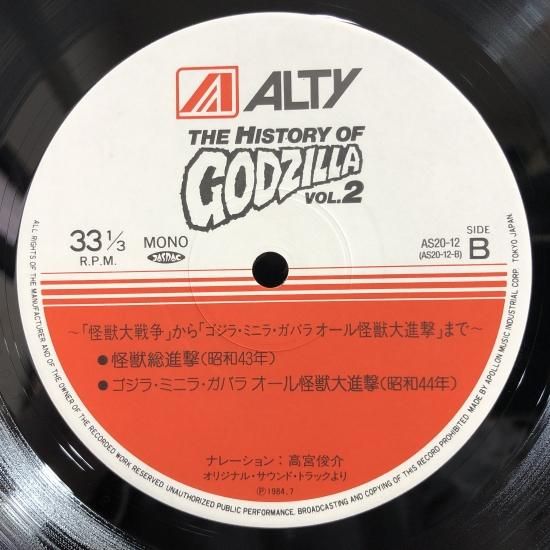 ALTY
THE HISTORY OF
GODZILLA
VOL.2
33 1/3
R.P.M.
MONO
JASRAC
AS20-12
(AS20-12-B)
SIDE
B
〜「怪獣大戦争」から「ゴジラ・ミニラ・ガバラ オール怪獣大進撃」まで〜
●怪獣総進撃(昭和43年)
●ゴジラ・ミニラ・ガバラ オール怪獣大進撃(昭和44年)
ナレーション:高宮俊介
オリジナル・サウンド・トラックより
Ⓟ1984.7
ALL RIGHTS OF THE MANUFACTURER AND OF THE OWNER OF THE RECORDED WORK RESERVED. UNAUTHORIZED PUBLIC PERFORMANCE, BROADCASTING AND COPYING OF THIS RECORD PROHIBITED. MADE BY APOLLON MUSIC INDUSTRIAL CORP. TOKYO JAPAN.